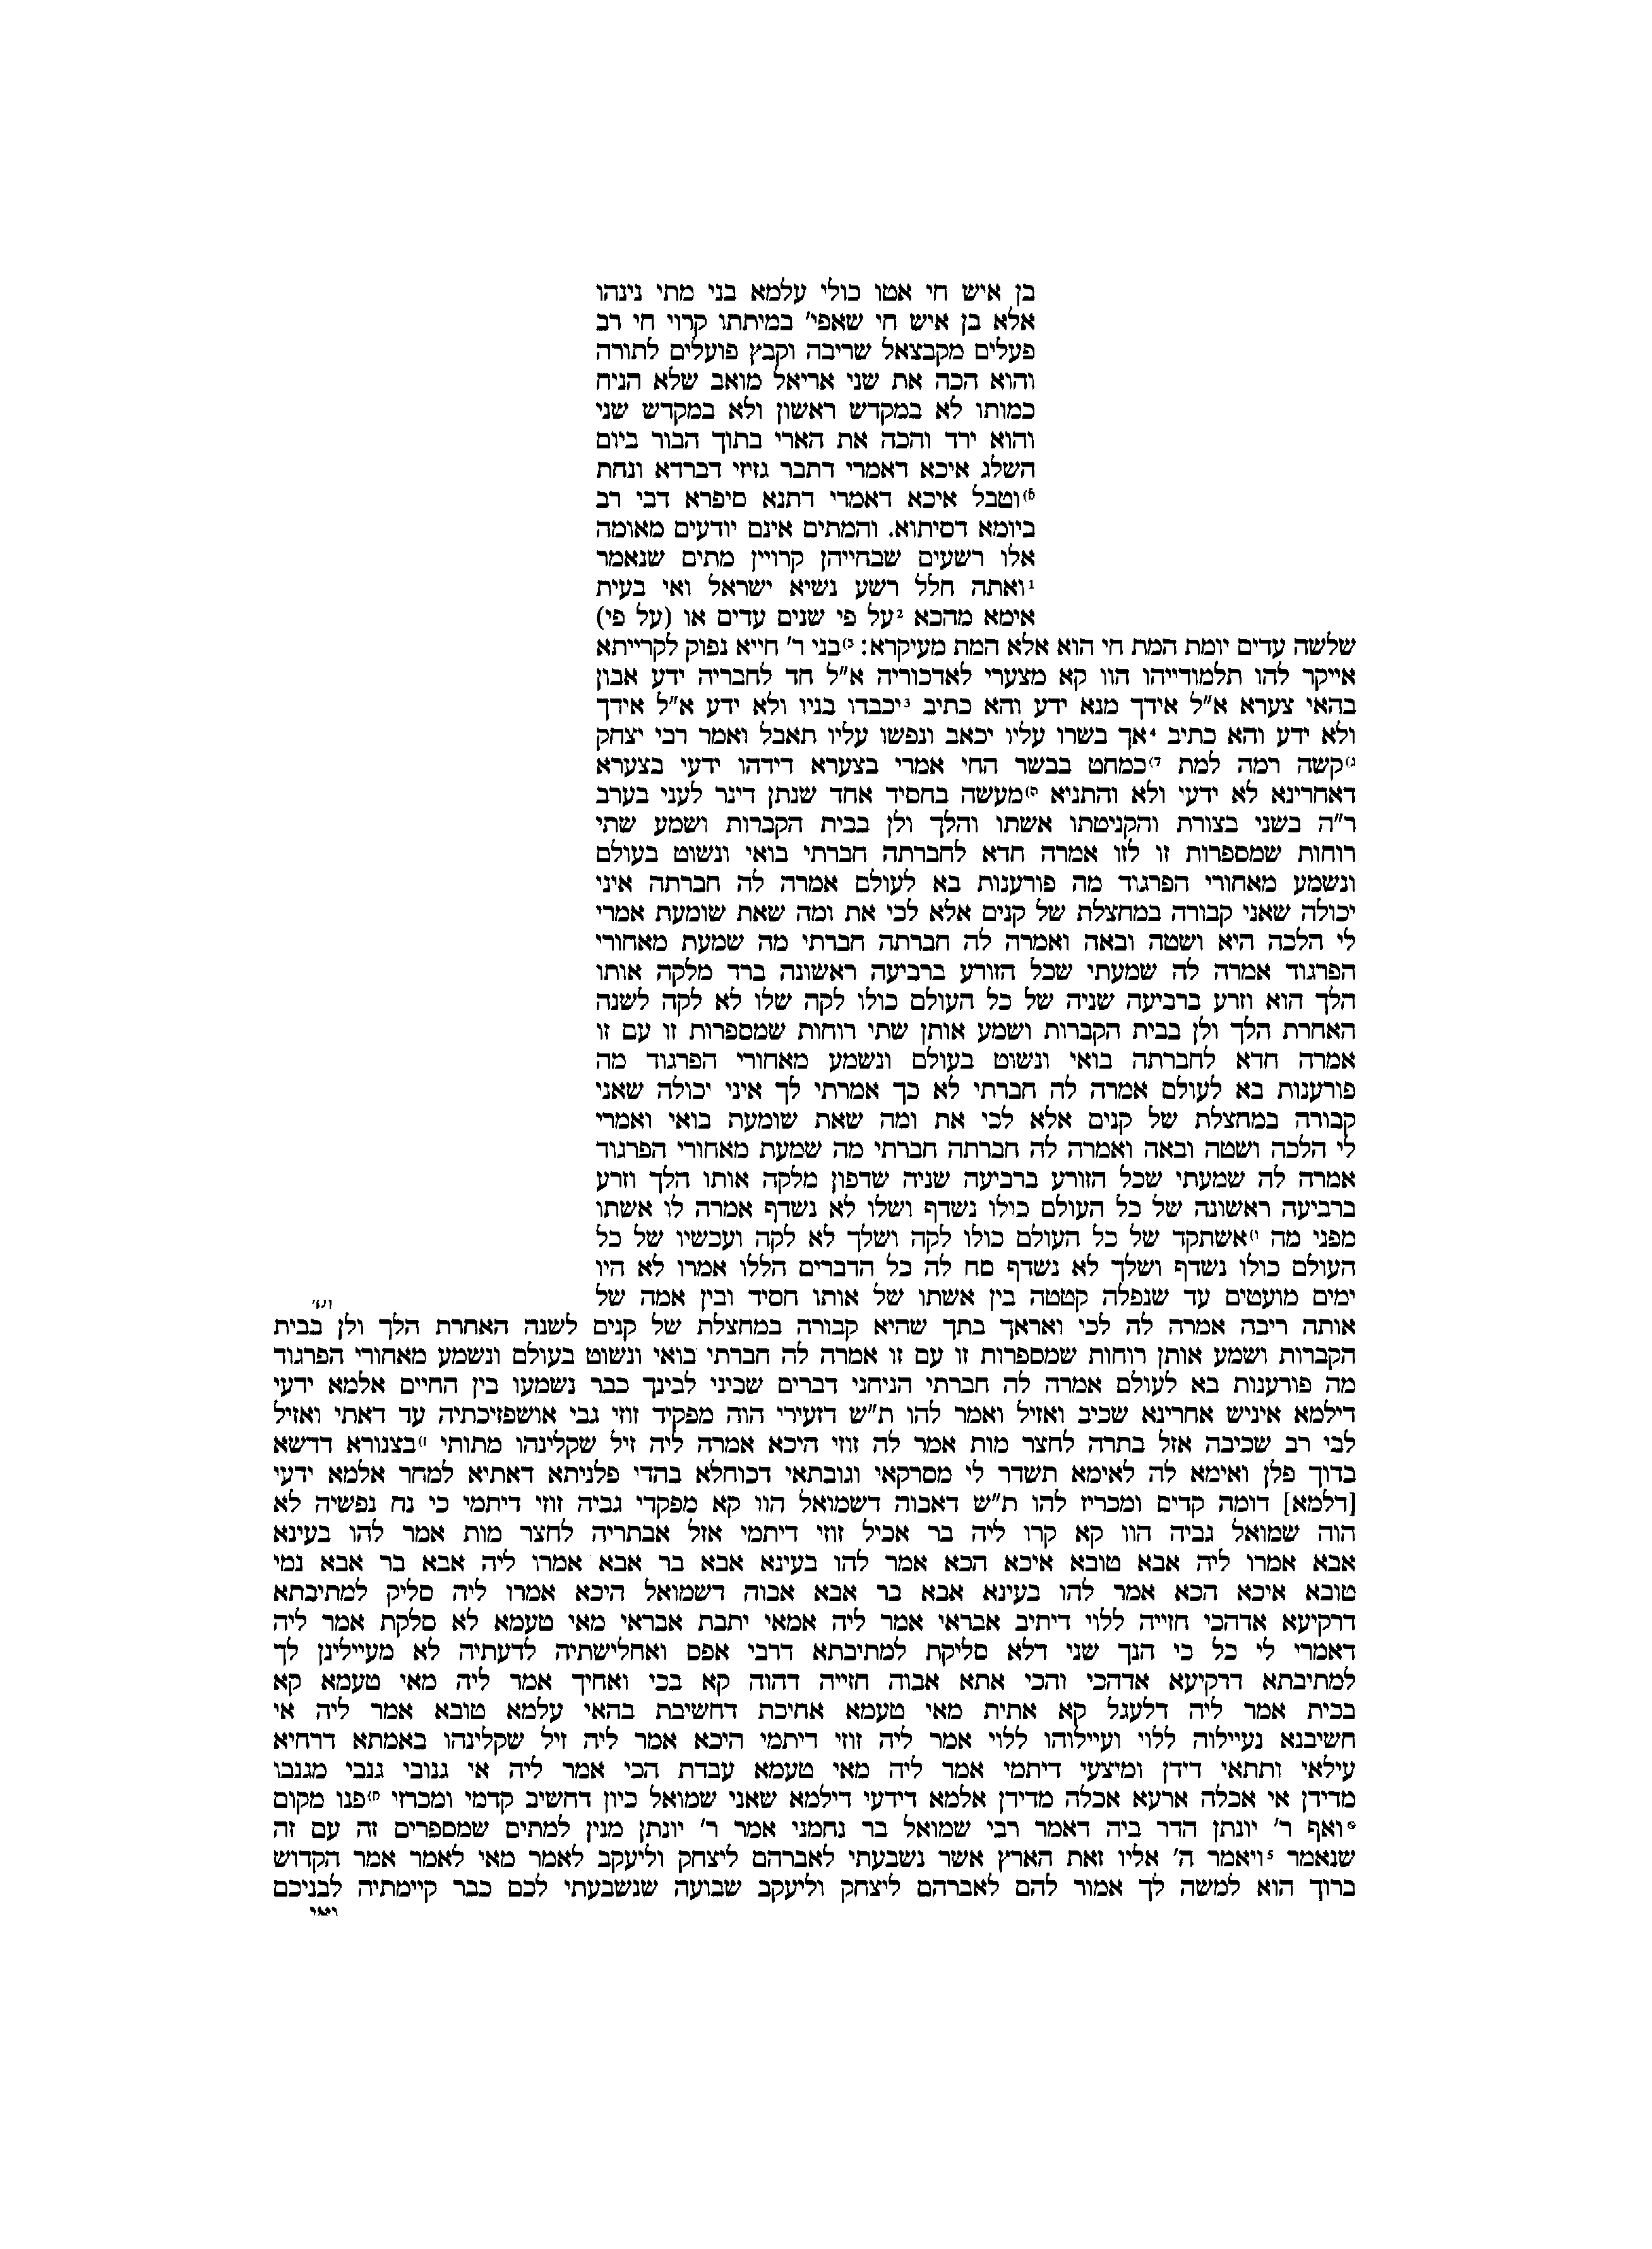 בן איש חי אטו כולי עלמא בני מתי נינהו
אלא בן איש חי שאפי' במיתתו קרוי חי רב
פעלים מקבצאל שריבה וקבץ פועלים לתורה
והוא הכה את שני אריאל מואב שלא הניח
כמותו לא במקדש ראשון ולא במקדש שני
והוא ירד והכה את הארי בתוך הבור ביום
השלג איכא דאמרי דתבר גזיזי דברדא ונחת
וטבל איכא דאמרי דתנא סיפרא דבי רב
ביומא דסיתוא. והמתים אינם יודעים מאומה
אלו רשעים שבחייהן קרויין מתים שנאמר
1ואתה חלל רשע נשיא ישראל ואי בעית
אימא מהכא 2על פי שנים עדים או (על פי)
שלשה עדים יומת המת חי הוא אלא המת מעיקרא: בני ר' חייא נפוק לקרייתא
אייקר להו תלמודייהו הוו קא מצערי לאדכוריה א"ל חד לחבריה ידע אבון
בהאי צערא א"ל אידך מנא ידע והא כתיב 3יכבדו בניו ולא ידע א"ל אידך
ולא ידע והא כתיב 4אך בשרו עליו יכאב ונפשו עליו תאבל ואמר רבי יצחק
קשה רמה למת כמחט בבשר החי אמרי בצערא דידהו ידעי בצערא
דאחרינא לא ידעי ולא והתניא מעשה בחסיד אחד שנתן דינר לעני בערב
ר"ה בשני בצורת והקניטתו אשתו והלך ולן בבית הקברות ושמע שתי
רוחות שמספרות זו לזו אמרה חדא לחברתה חברתי בואי ונשוט בעולם
ונשמע מאחורי הפרגוד מה פורענות בא לעולם אמרה לה חברתה איני
יכולה שאני קבורה במחצלת של קנים אלא לכי את ומה שאת שומעת אמרי
לי הלכה היא ושטה ובאה ואמרה לה חברתה חברתי מה שמעת מאחורי
הפרגוד אמרה לה שמעתי שכל הזורע ברביעה ראשונה ברד מלקה אותו
הלך הוא וזרע ברביעה שניה של כל העולם כולו לקה שלו לא לקה לשנה
האחרת הלך ולן בבית הקברות ושמע אותן שתי רוחות שמספרות זו עם זו
אמרה חדא לחברתה בואי ונשוט בעולם ונשמע מאחורי הפרגוד מה
פורענות בא לעולם אמרה לה חברתי לא כך אמרתי לך איני יכולה שאני
קבורה במחצלת של קנים אלא לכי את ומה שאת שומעת בואי ואמרי
לי הלכה ושטה ובאה ואמרה לה חברתה חברתי מה שמעת מאחורי הפרגוד
אמרה לה שמעתי שכל הזורע ברביעה שניה שדפון מלקה אותו הלך וזרע
ברביעה ראשונה של כל העולם כולו נשדף ושלו לא נשדף אמרה לו אשתו
מפני מה אשתקד של כל העולם כולו לקה ושלך לא לקה ועכשיו של כל
העולם כולו נשדף ושלך לא נשדף סח לה כל הדברים הללו אמרו לא היו
ימים מועטים עד שנפלה קטטה בין אשתו של אותו חסיד ובין אמה של
אותה ריבה אמרה לה לכי ואראך בתך שהיא קבורה במחצלת של קנים לשנה האחרת הלך ולן בבית
הקברות ושמע אותן רוחות שמספרות זו עם זו אמרה לה חברתי בואי ונשוט בעולם ונשמע מאחורי הפרגוד
מה פורענות בא לעולם אמרה לה חברתי הניחני דברים שביני לבינך כבר נשמעו בין החיים אלמא ידעי
דילמא איניש אחרינא שכיב ואזיל ואמר להו ת"ש דזעירי הוה מפקיד זוזי גבי אושפזיכתיה עד דאתי ואזיל
לבי רב שכיבה אזל בתרה לחצר מות אמר לה זוזי היכא אמרה ליה זיל שקלינהו מתותי בצנורא דדשא
בדוך פלן ואימא לה לאימא תשדר לי מסרקאי וגובתאי דכוחלא בהדי פלניתא דאתיא למחר אלמא ידעי
[דלמא] דומה קדים ומכריז להו ת"ש דאבוה דשמואל הוו קא מפקדי גביה זוזי דיתמי כי נח נפשיה לא
הוה שמואל גביה הוו קא קרו ליה בר אכיל זוזי דיתמי אזל אבתריה לחצר מות אמר להו בעינא
אבא אמרו ליה אבא טובא איכא הכא אמר להו בעינא אבא בר אבא אמרו ליה אבא בר אבא נמי
טובא איכא הכא אמר להו בעינא אבא בר אבא אבוה דשמואל היכא אמרו ליה סליק למתיבתא
דרקיעא אדהכי חזייה ללוי דיתיב אבראי אמר ליה אמאי יתבת אבראי מאי טעמא לא סלקת אמר ליה
דאמרי לי כל כי הנך שני דלא סליקת למתיבתא דרבי אפס ואחלישתיה לדעתיה לא מעיילינן לך
למתיבתא דרקיעא אדהכי והכי אתא אבוה חזייה דהוה קא בכי ואחיך אמר ליה מאי טעמא קא
בכית אמר ליה דלעגל קא אתית מאי טעמא אחיכת דחשיבת בהאי עלמא טובא אמר ליה אי
חשיבנא נעיילוה ללוי ועיילוהו ללוי אמר ליה זוזי דיתמי היכא אמר ליה זיל שקלינהו באמתא דרחיא
עילאי ותתאי דידן ומיצעי דיתמי אמר ליה מאי טעמא עבדת הכי אמר ליה אי גנובי גנבי מגנבו
מדידן אי אכלה ארעא אכלה מדידן אלמא דידעי דילמא שאני שמואל כיון דחשיב קדמי ומכרזי פנו מקום
ואף ר' יונתן הדר ביה דאמר רבי שמואל בר נחמני אמר ר' יונתן מנין למתים שמספרים זה עם זה
שנאמר 5ויאמר ה' אליו זאת הארץ אשר נשבעתי לאברהם ליצחק וליעקב לאמר מאי לאמר אמר הקדוש
ברוך הוא למשה לך אמור להם לאברהם ליצחק וליעקב שבועה שנשבעתי לכם כבר קיימתיה לבניכם